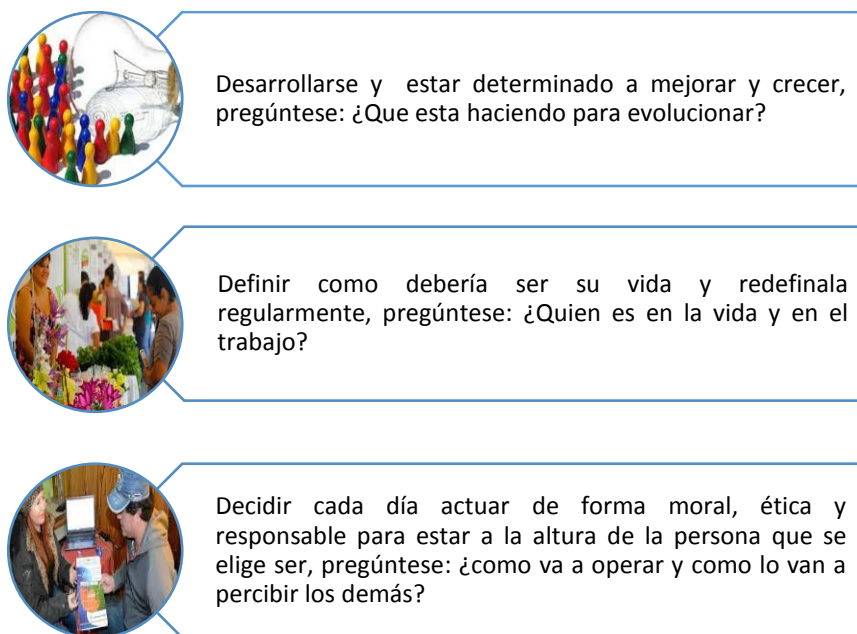 Desarrollarse y estar determinado a mejorar y crecer,
pregúntese: ¿Que esta haciendo para evolucionar?
Definir como debería ser su vida y redefinala
regularmente, pregúntese: ¿Quien es en la vida y en el
trabajo?
Decidir cada día actuar de forma moral, ética y
responsable para estar a la altura de la persona que se
elige ser, pregúntese: ¿como va a operar y como lo van a
percibir los demás?